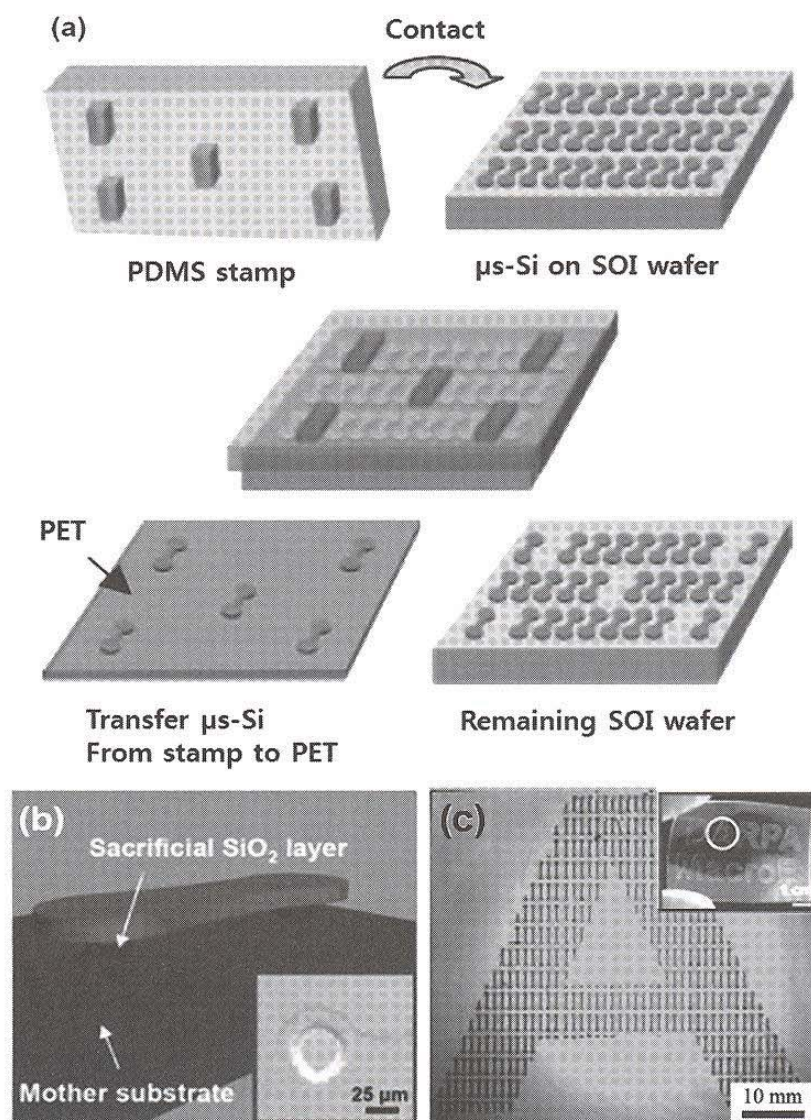 (a)
Contact
PDMS stamp
µs-Si on SOI wafer
PET
Transfer µs-Si
From stamp to PET
Remaining SOI wafer
(b)
Sacrificial SiO₂ layer
Mother substrate
25 µm
(c)
10 mm